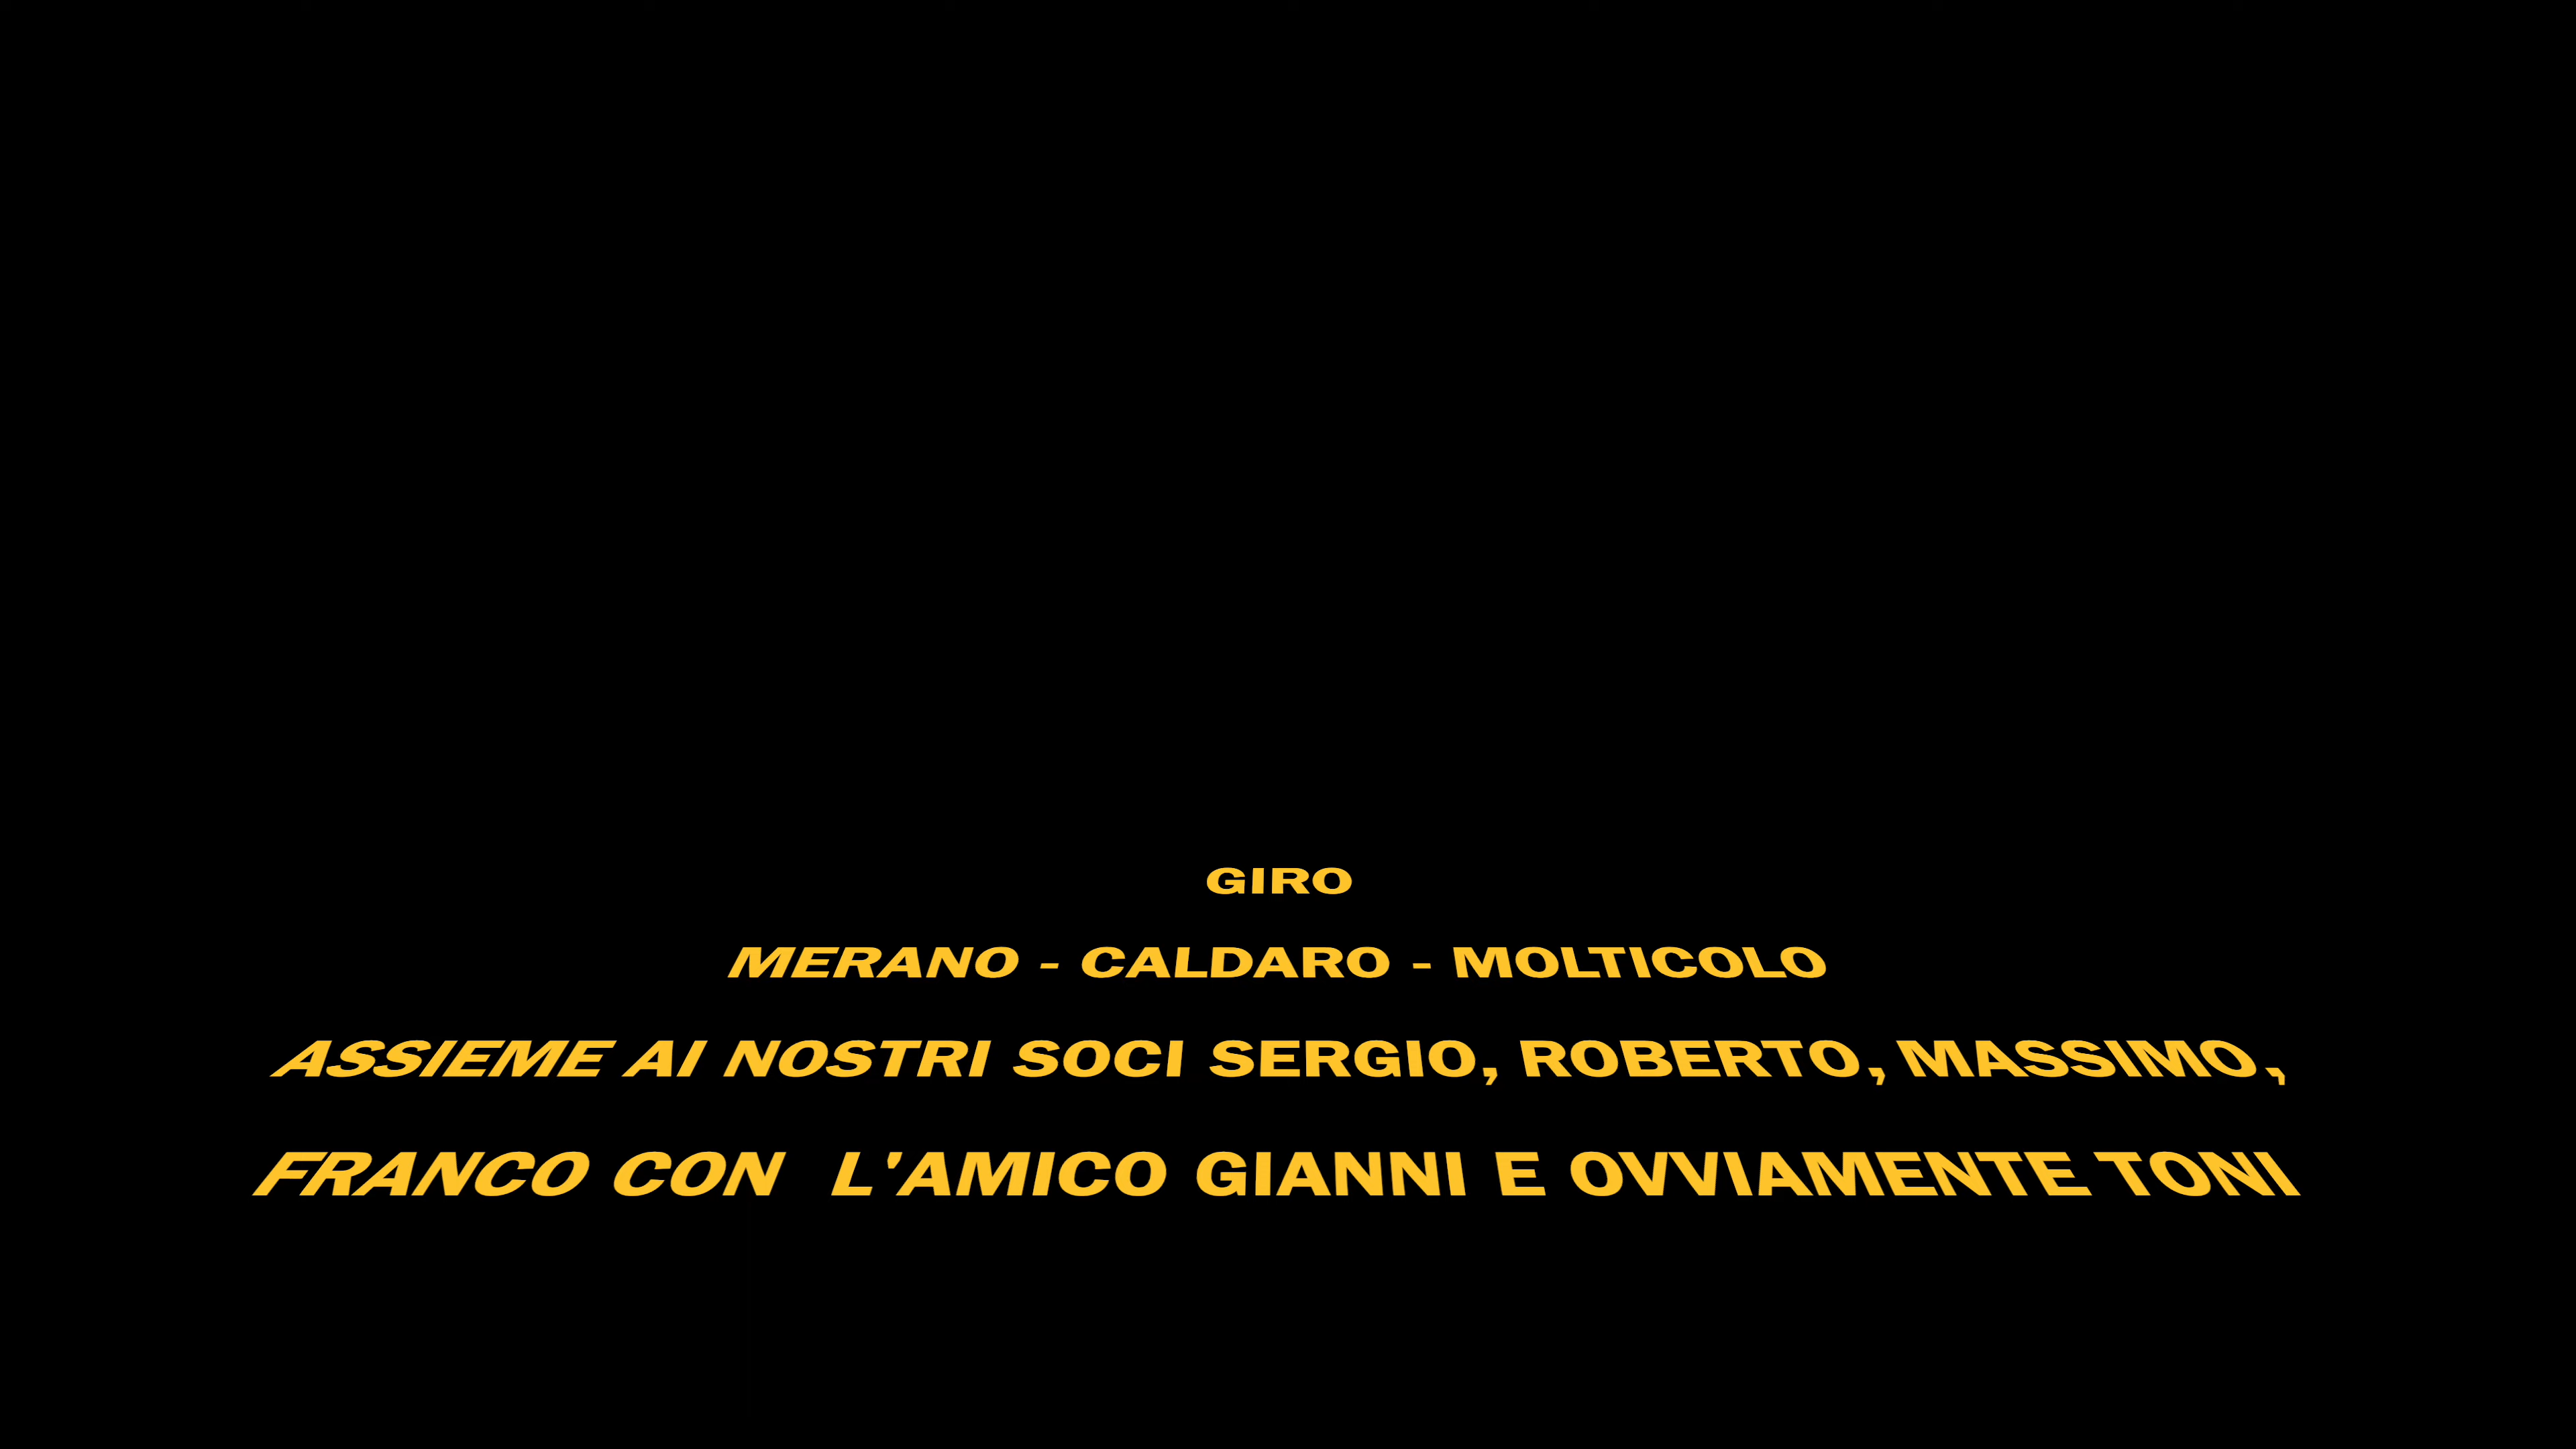 GIRO
MERANO - CALDARO - MOLTICOLO
ASSIEME AI NOSTRI SOCI SERGIO, ROBERTO, MASSIMO,
FRANCO CON  L'AMICO GIANNI E OVVIAMENTE TONI